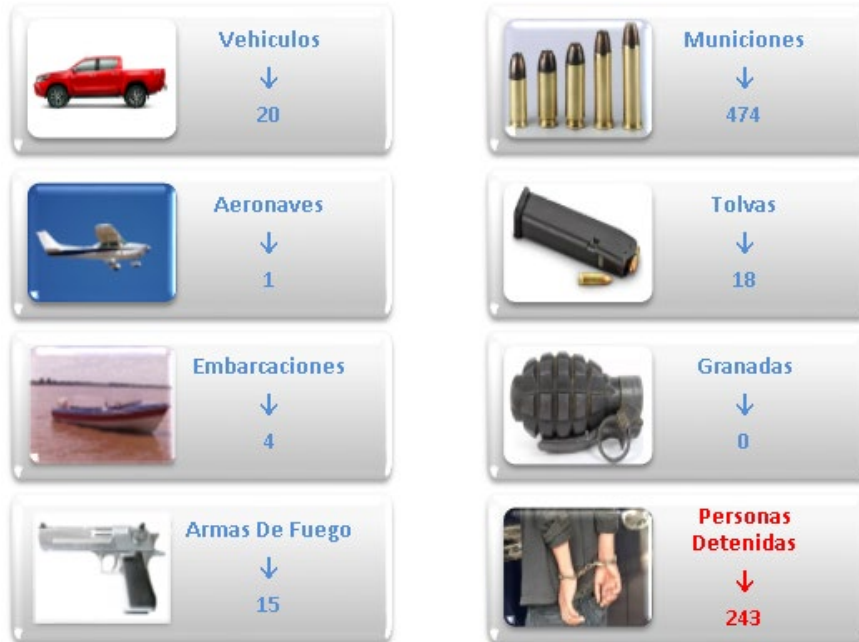 Vehiculos
↓
20
Municiones
↓
474
Aeronaves
↓
1
Tolvas
↓
18
Embarcaciones
↓
4
Granadas
↓
0
Armas De Fuego
↓
15
Personas
Detenidas
↓
243